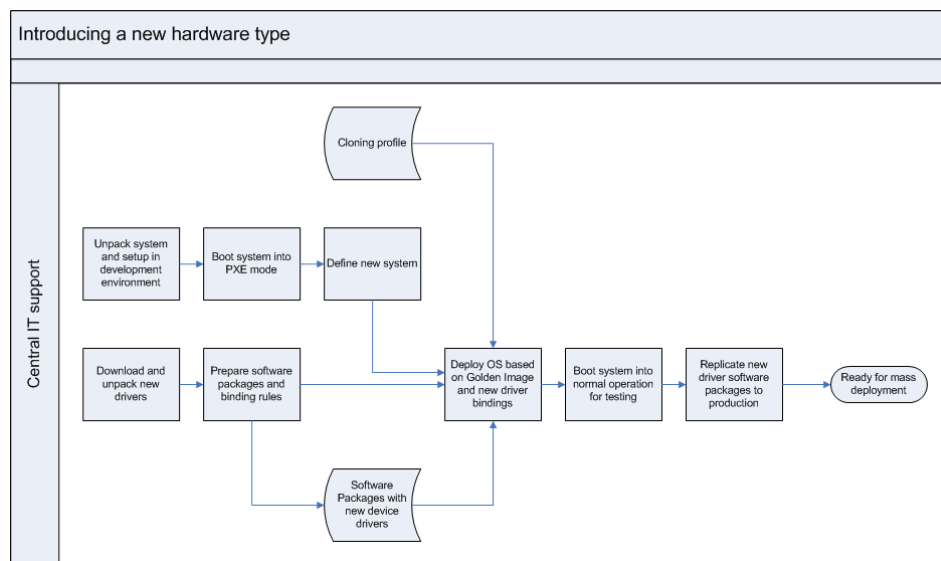 Introducing a new hardware type
Central IT support
Cloning profile
Unpack system
and setup in
development
environment
Boot system into
PXE mode
Define new system
Download and
unpack new
drivers
Prepare software
packages and
binding rules
Deploy OS based
on Golden Image
and new driver
bindings
Boot system into
normal operation
for testing
Replicate new
driver software
packages to
production
Ready for mass
deployment
Software
Packages with
new device
drivers